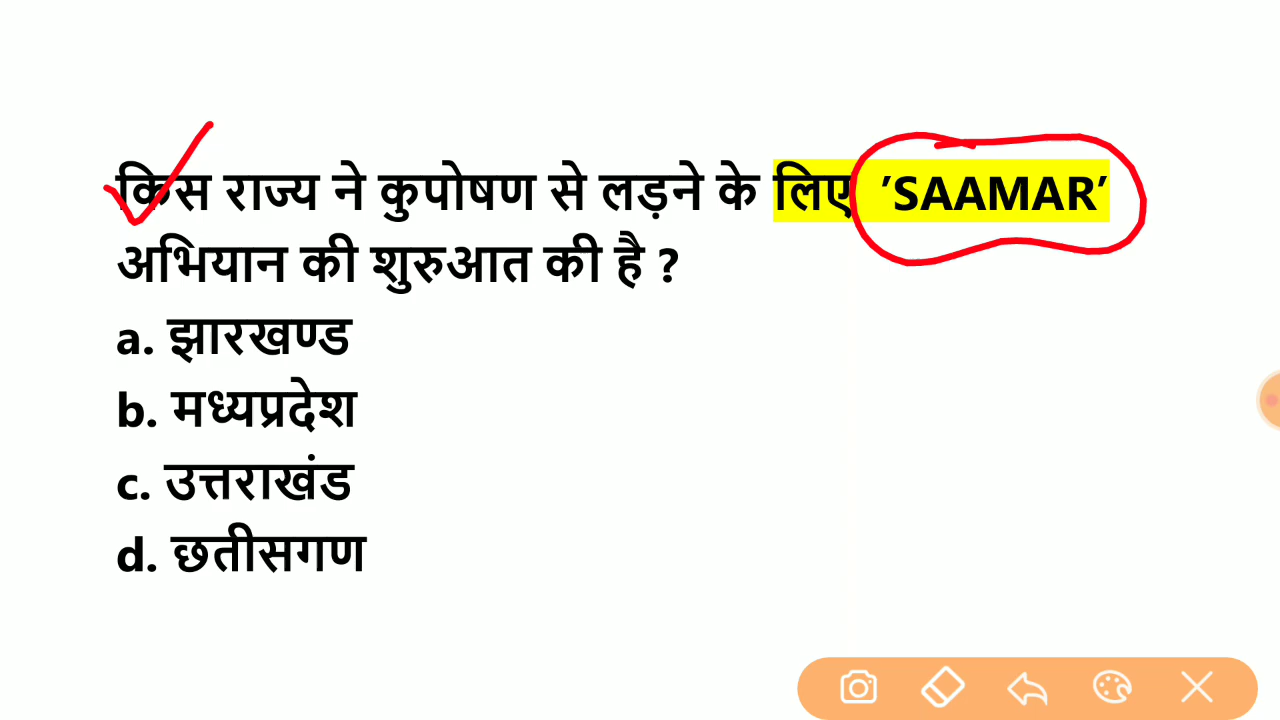 किस राज्य ने कुपोषण से लड़ने के लिए 'SAAMAR'
अभियान की शुरुआत की है ?
a. झारखण्ड
b. मध्यप्रदेश
c. उत्तराखंड
d. छतीसगण